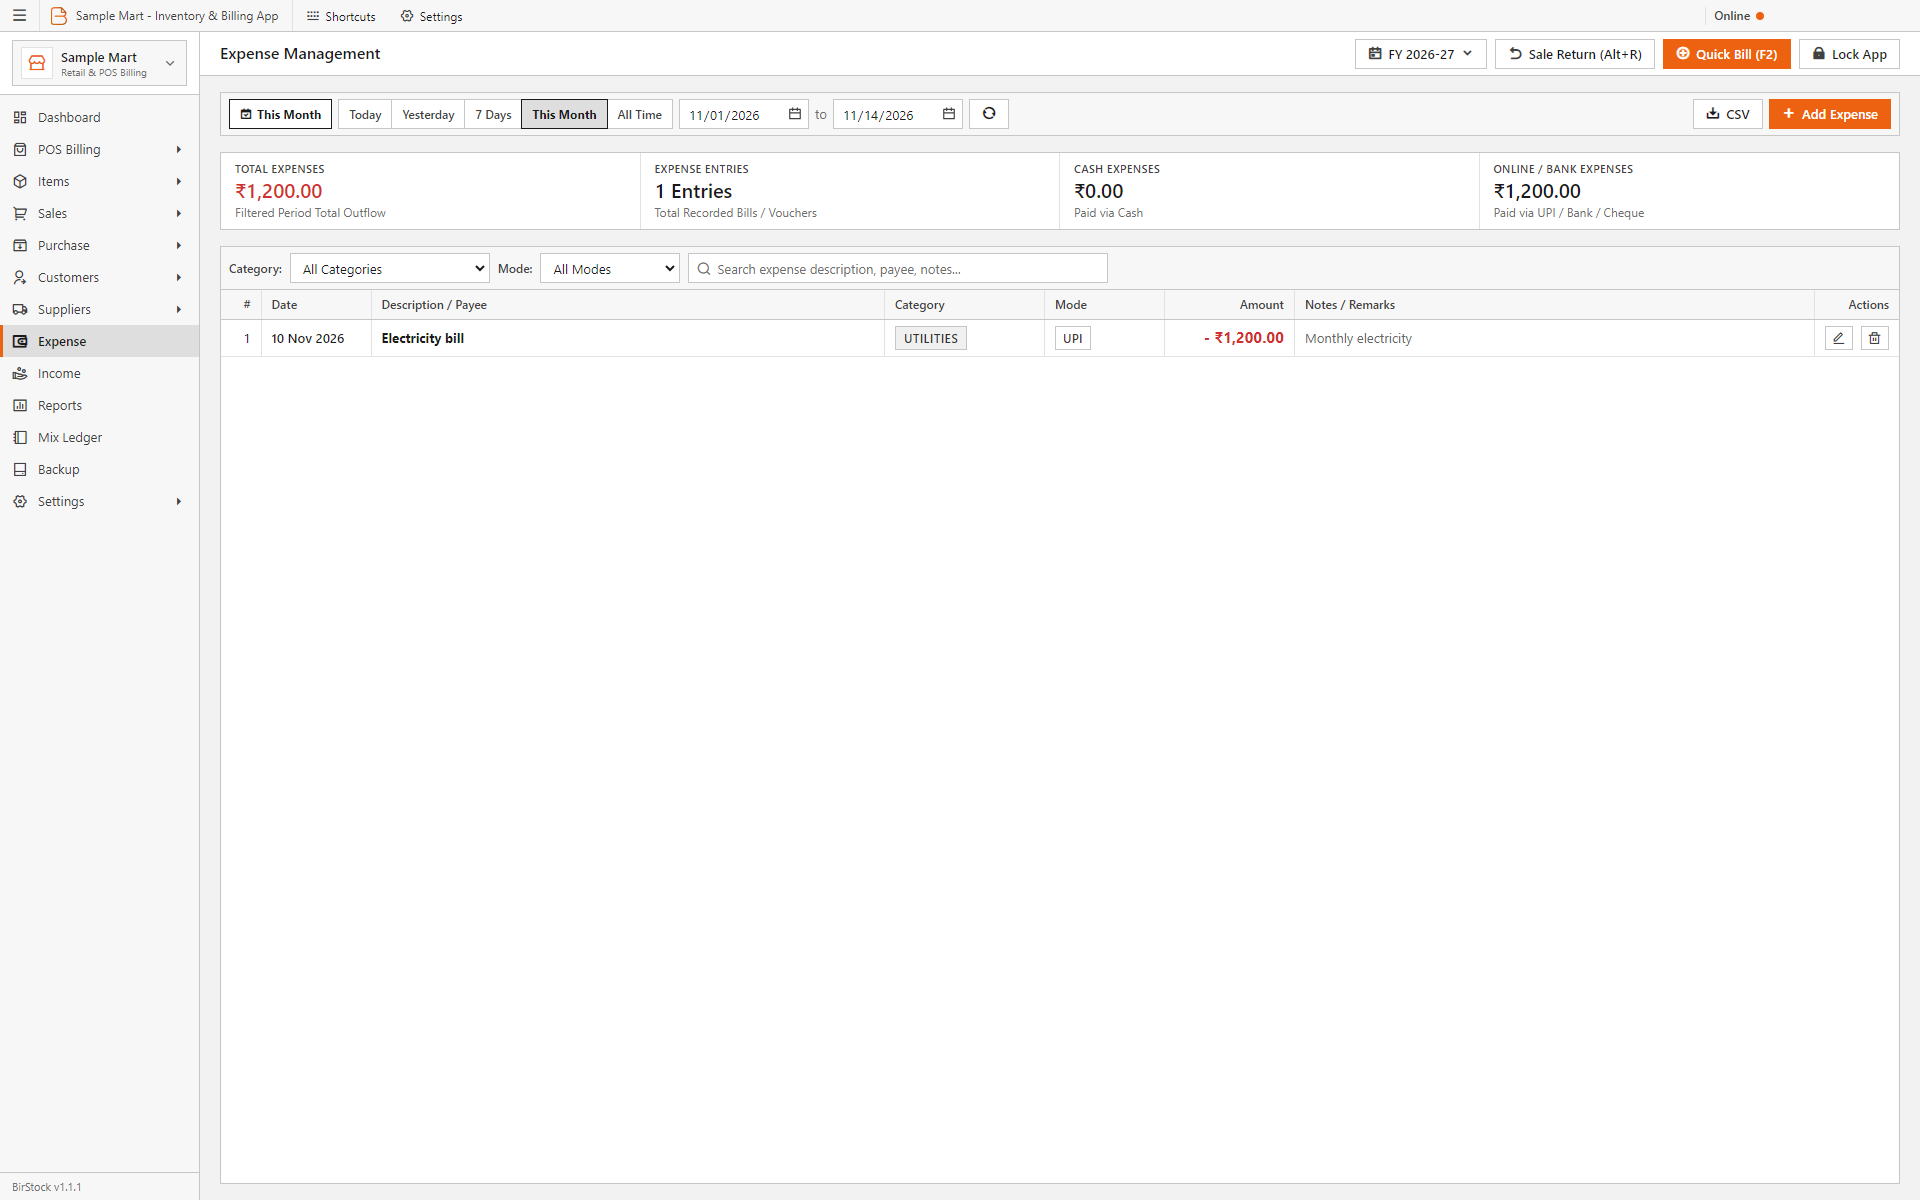 Sample Mart - Inventory & Billing App
Shortcuts
Settings
Online
Sample Mart
Retail & POS Billing
Expense Management
FY 2026-27
Sale Return (Alt+R)
Quick Bill (F2)
Lock App
Dashboard
POS Billing
Items
Sales
Purchase
Customers
Suppliers
Expense
Income
Reports
Mix Ledger
Backup
Settings
BirStock v1.1.1
This Month
Today
Yesterday
7 Days
This Month
All Time
11/01/2026
to
11/14/2026
CSV
Add Expense
TOTAL EXPENSES
₹1,200.00
Filtered Period Total Outflow
EXPENSE ENTRIES
1 Entries
Total Recorded Bills / Vouchers
CASH EXPENSES
₹0.00
Paid via Cash
ONLINE / BANK EXPENSES
₹1,200.00
Paid via UPI / Bank / Cheque
Category: All Categories Mode: All Modes Search expense description, payee, notes...
# Date Description / Payee Category Mode Amount Notes / Remarks Actions
1 10 Nov 2026 Electricity bill UTILITIES UPI - ₹1,200.00 Monthly electricity